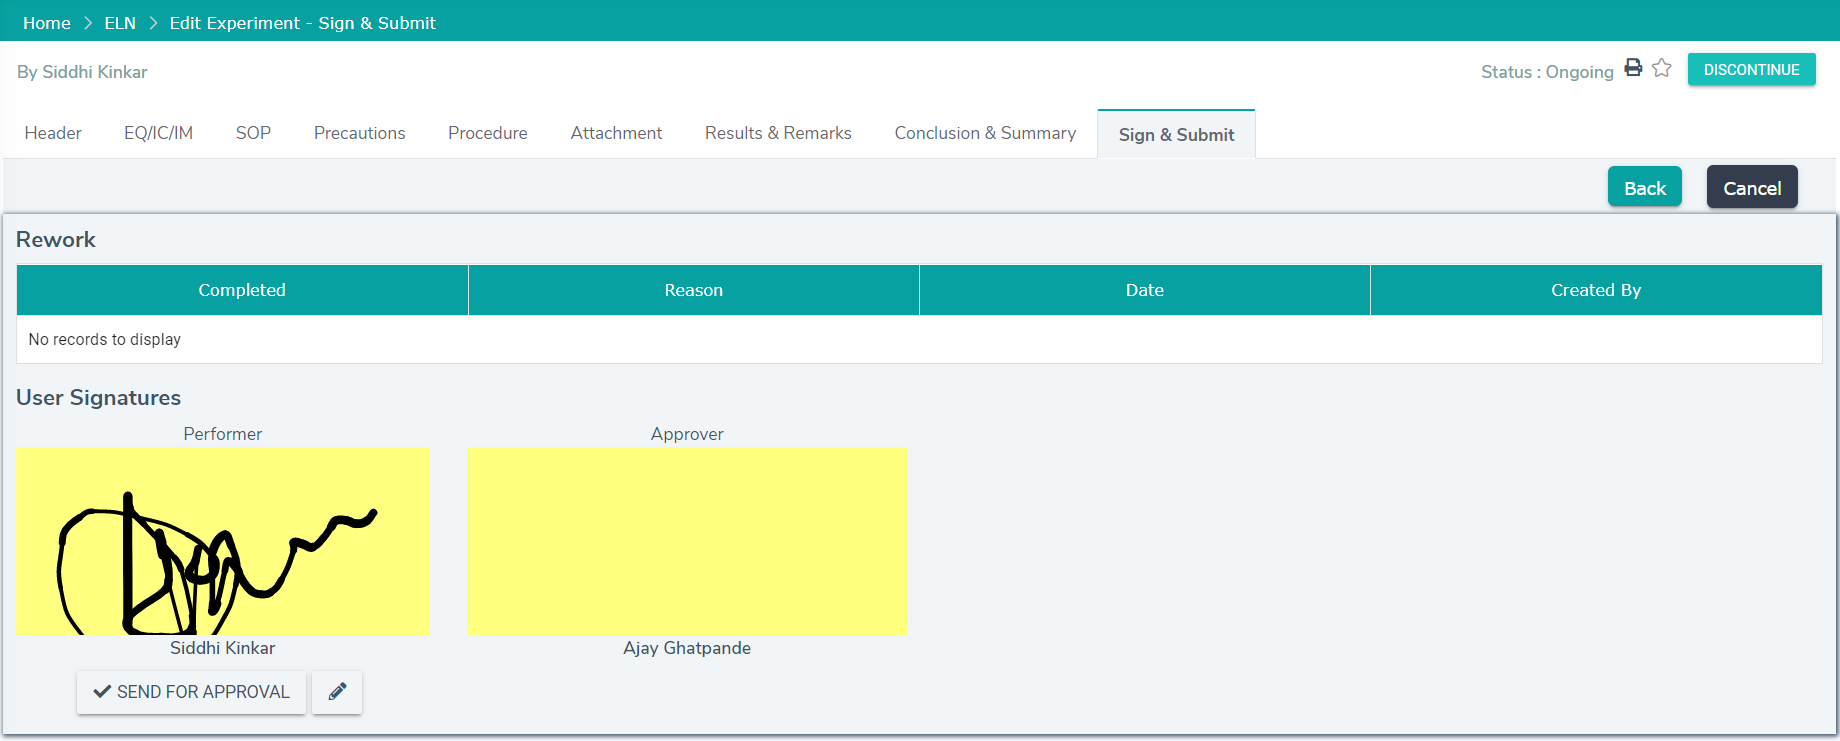 Home > ELN > Edit Experiment - Sign & Submit
By Siddhi Kinkar
Status : Ongoing
DISCONTINUE
Header EQ/IC/IM SOP Precautions Procedure Attachment Results & Remarks Conclusion & Summary Sign & Submit
Back Cancel
Rework
Completed Reason Date Created By
No records to display
User Signatures
Performer Approver
Siddhi Kinkar Ajay Ghatpande
SEND FOR APPROVAL